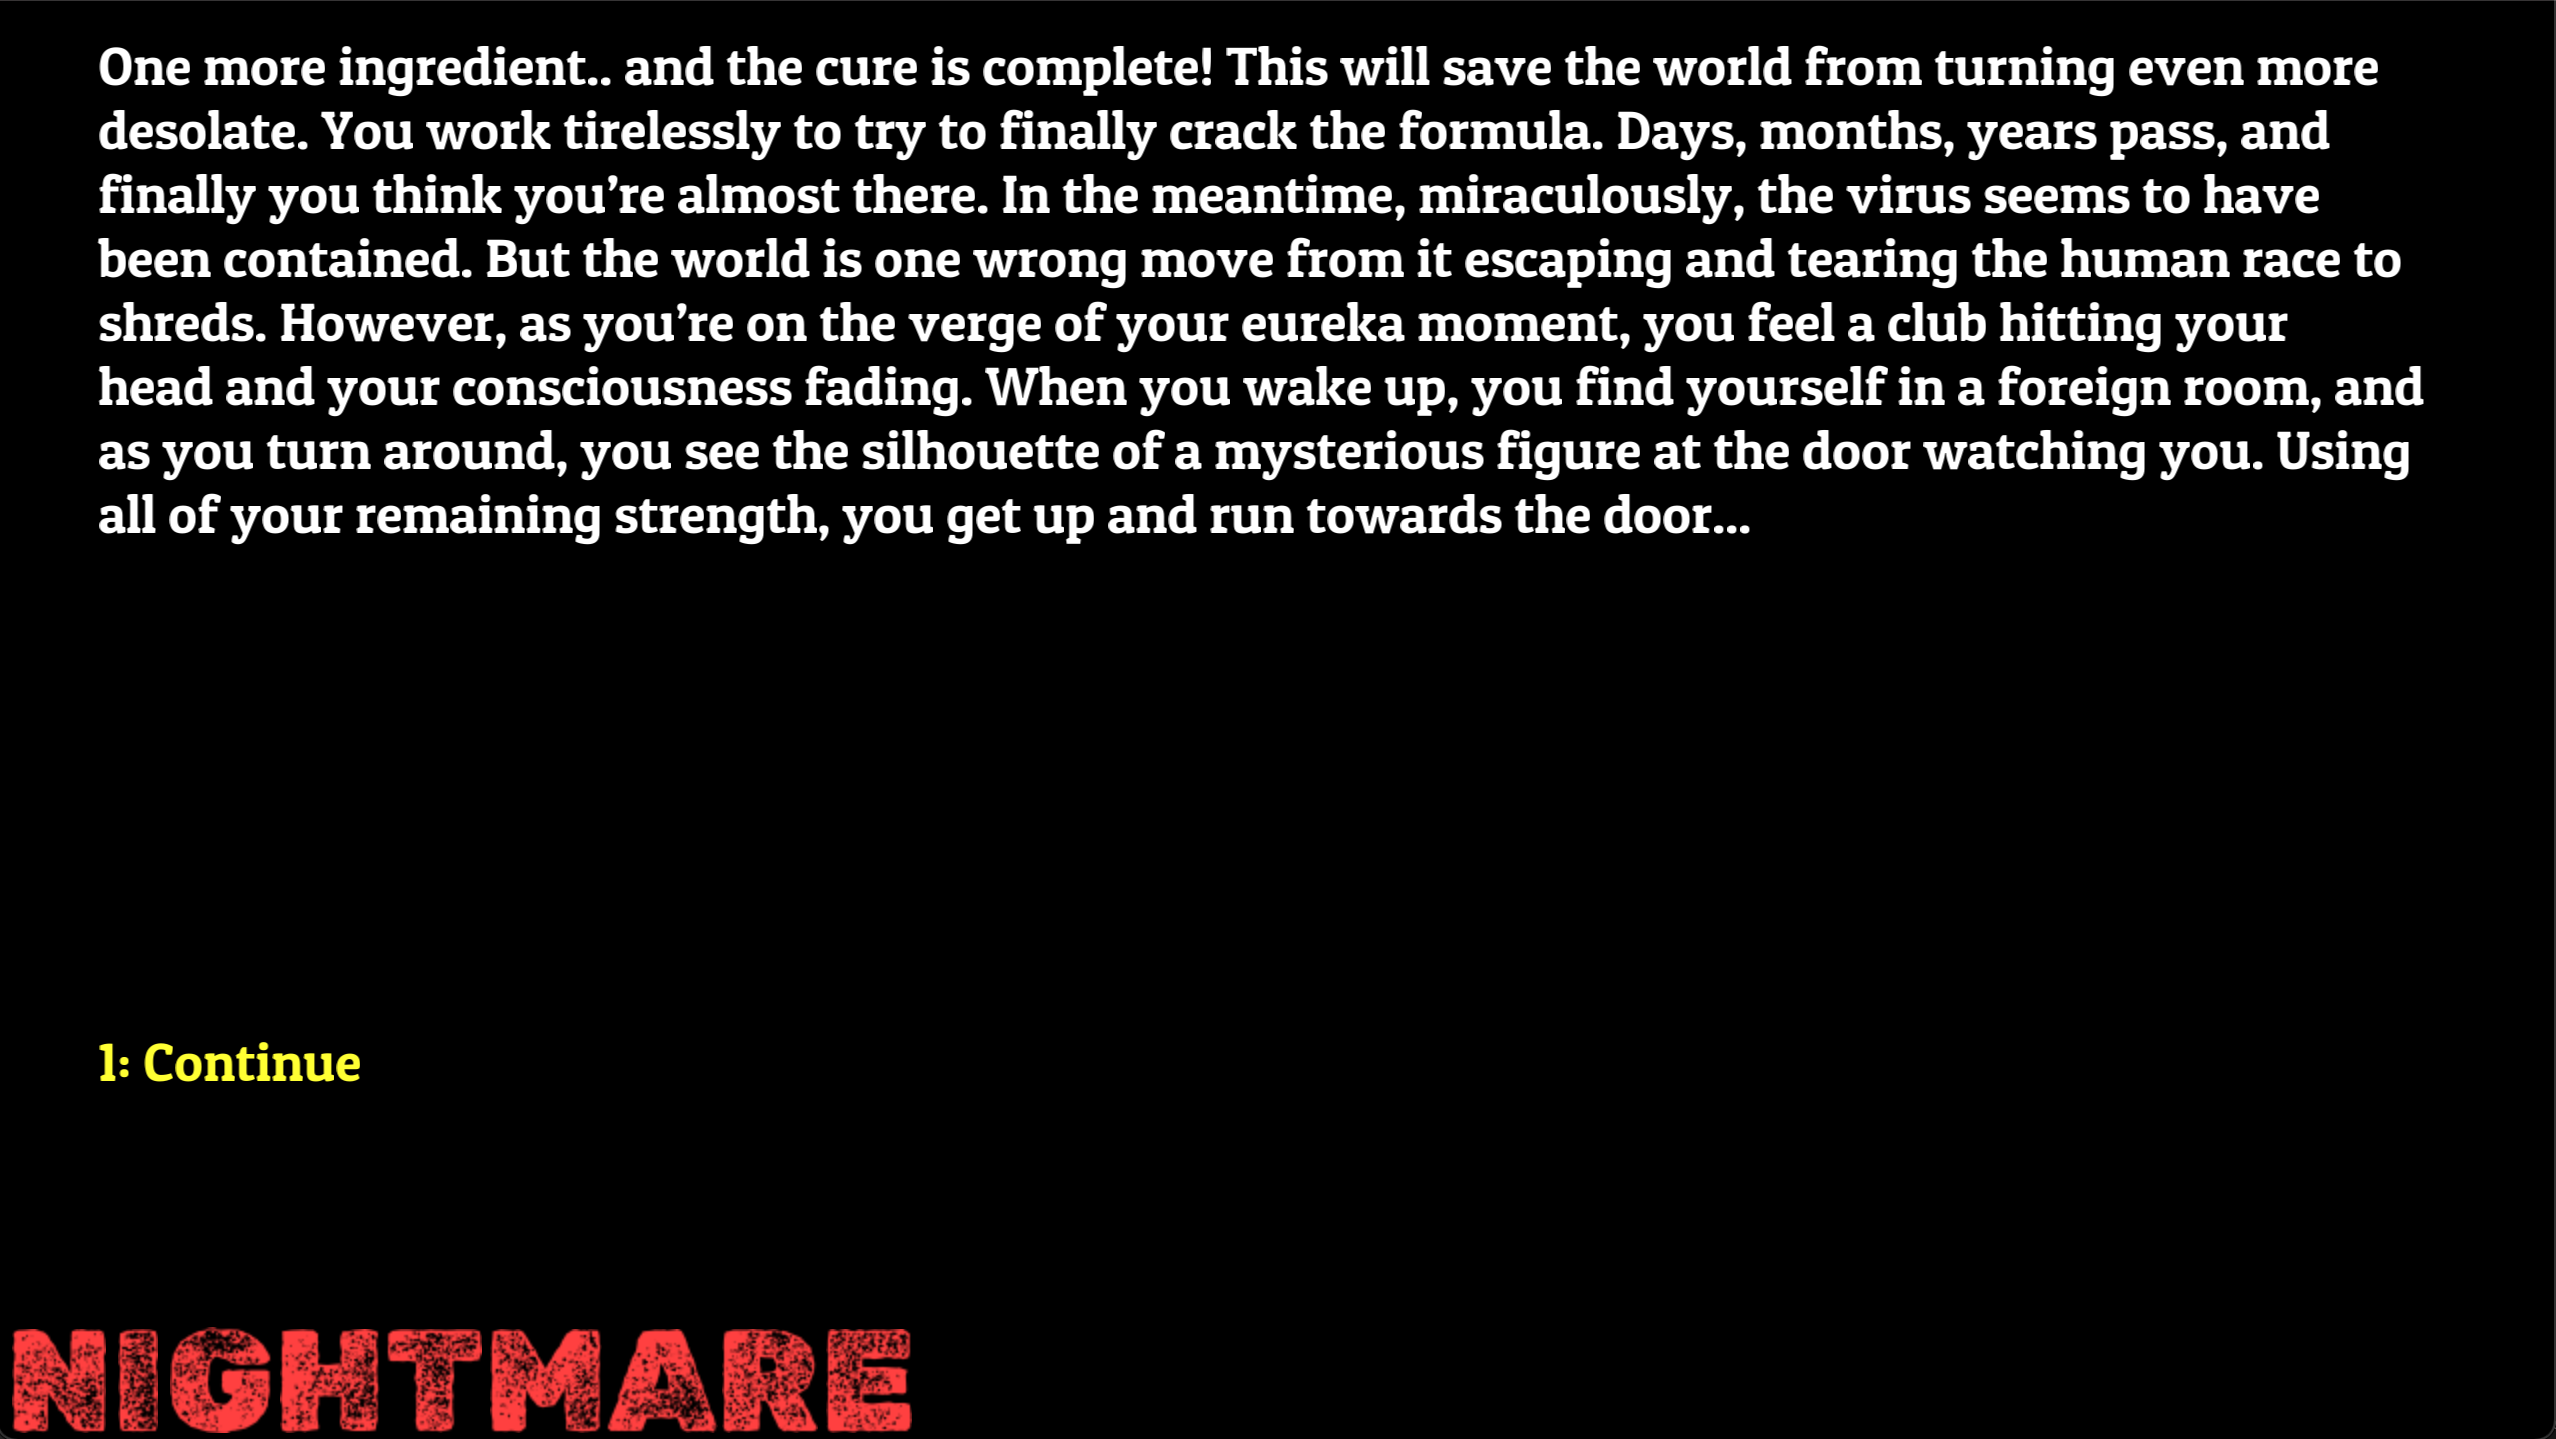 One more ingredient.. and the cure is complete! This will save the world from turning even more
desolate. You work tirelessly to try to finally crack the formula. Days, months, years pass, and
finally you think you’re almost there. In the meantime, miraculously, the virus seems to have
been contained. But the world is one wrong move from it escaping and tearing the human race to
shreds. However, as you’re on the verge of your eureka moment, you feel a club hitting your
head and your consciousness fading. When you wake up, you find yourself in a foreign room, and
as you turn around, you see the silhouette of a mysterious figure at the door watching you. Using
all of your remaining strength, you get up and run towards the door...
1: Continue
NIGHTMARE